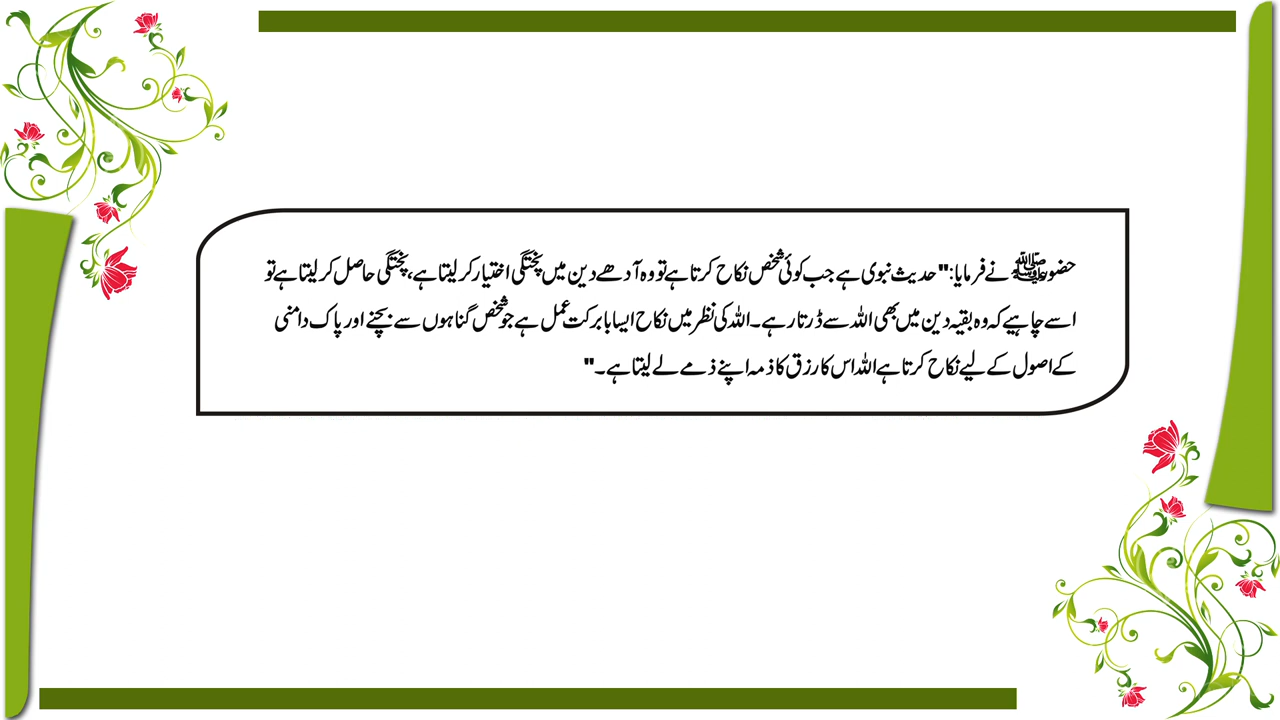 حضورﷺ نے فرمایا: "حدیث نبوی ہے جب کوئی شخص نکاح کرتا ہے تو وہ آدھے دین میں پختگی اختیار کر لیتا ہے، پختگی حاصل کر لیتا ہے تو
اسے چاہیے کہ وہ بقیہ دین میں بھی اللہ سے ڈرتا رہے۔ اللہ کی نظر میں نکاح ایسا بابرکت عمل ہے جو شخص گناہوں سے بچنے اور پاک دامنی
کے اصول کے لیے نکاح کرتا ہے اللہ اس کا رزق کا ذمہ اپنے ذمے لے لیتا ہے۔"